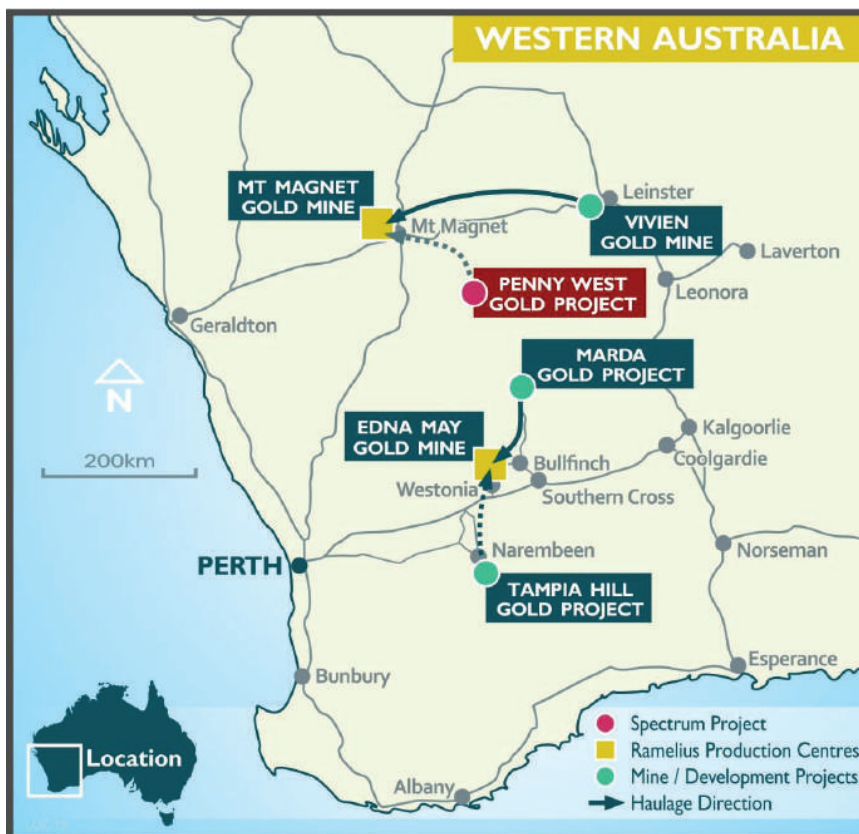 WESTERN AUSTRALIA
MT MAGNET
GOLD MINE
Mt Magnet
Leinster
VIVIEN
GOLD MINE
Laverton
PENNY WEST
GOLD PROJECT
Leonora
Geraldton
MARDA
GOLD PROJECT
N
200km
EDNA MAY
GOLD MINE
Kalgoorlie
Bullfinch
Coolgardie
Westonia
Southern Cross
PERTH
Narembeen
Norseman
TAMPIA HILL
GOLD PROJECT
Bunbury
Esperance
Location
Albany
Spectrum Project
Ramelius Production Centres
Mine / Development Projects
Haulage Direction